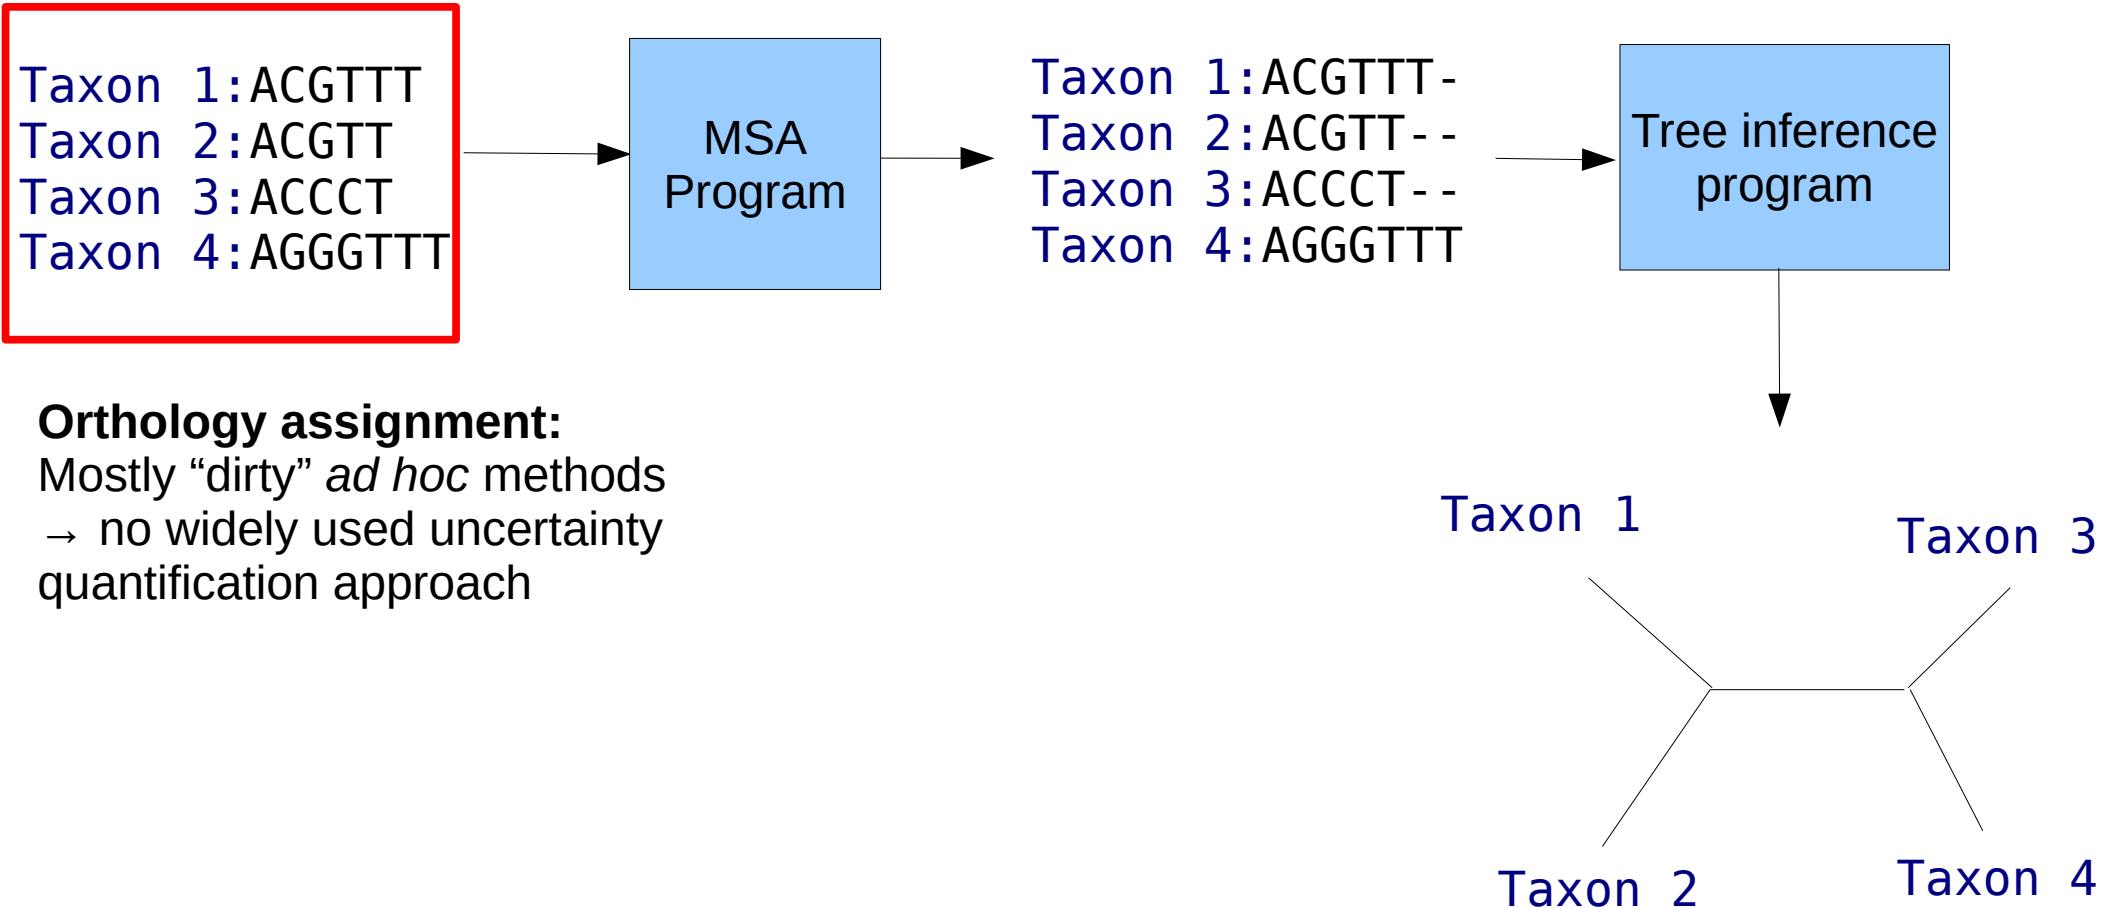 Taxon 1:ACGTTT
Taxon 2:ACGTT
Taxon 3:ACCCT
Taxon 4:AGGGTTT
MSA
Program
Taxon 1:ACGTTT-
Taxon 2:ACGTT--
Taxon 3:ACCCT--
Taxon 4:AGGGTTT
Tree inference
program
Orthology assignment:
Mostly “dirty” ad hoc methods
→ no widely used uncertainty
quantification approach
Taxon 1
Taxon 3
Taxon 2
Taxon 4